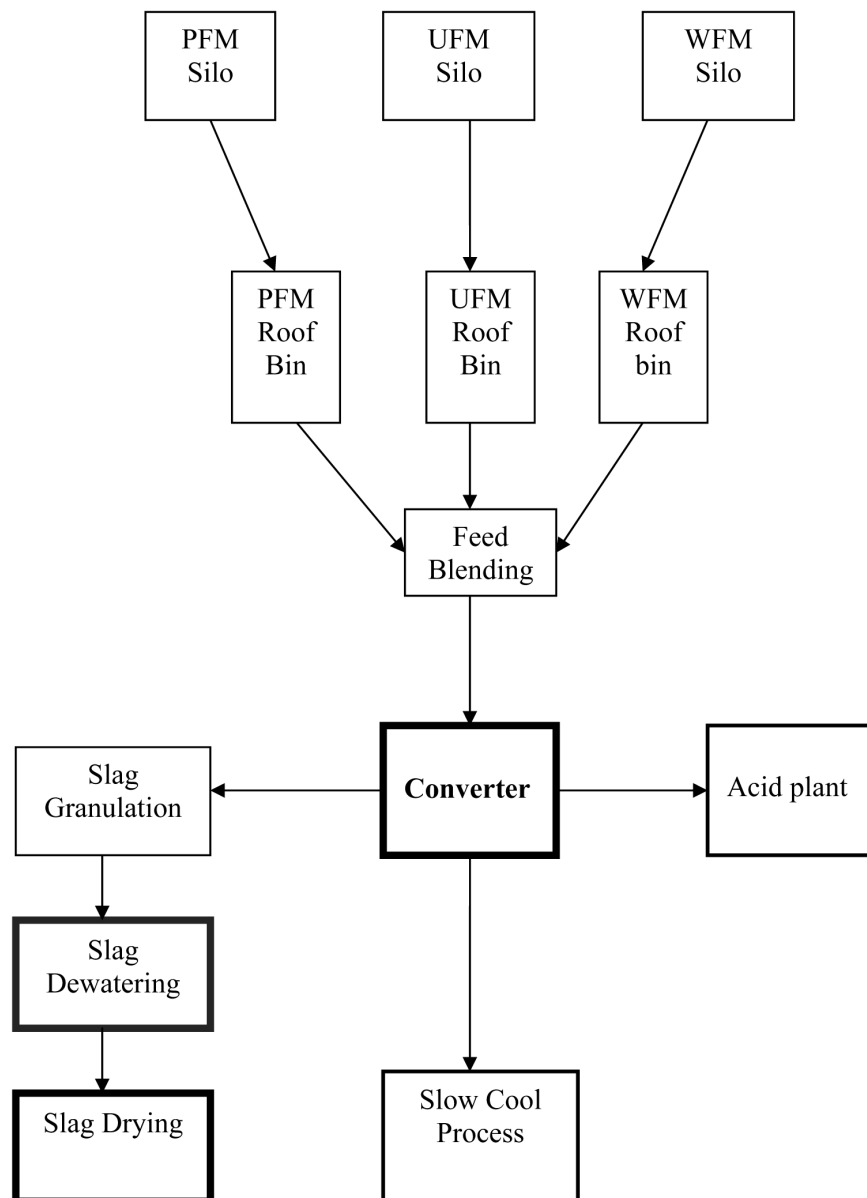 PFM
Silo
UFM
Silo
WFM
Silo
PFM
Roof
Bin
UFM
Roof
Bin
WFM
Roof
bin
Feed
Blending
Slag
Granulation
Converter
Acid plant
Slag
Dewatering
Slag Drying
Slow Cool
Process